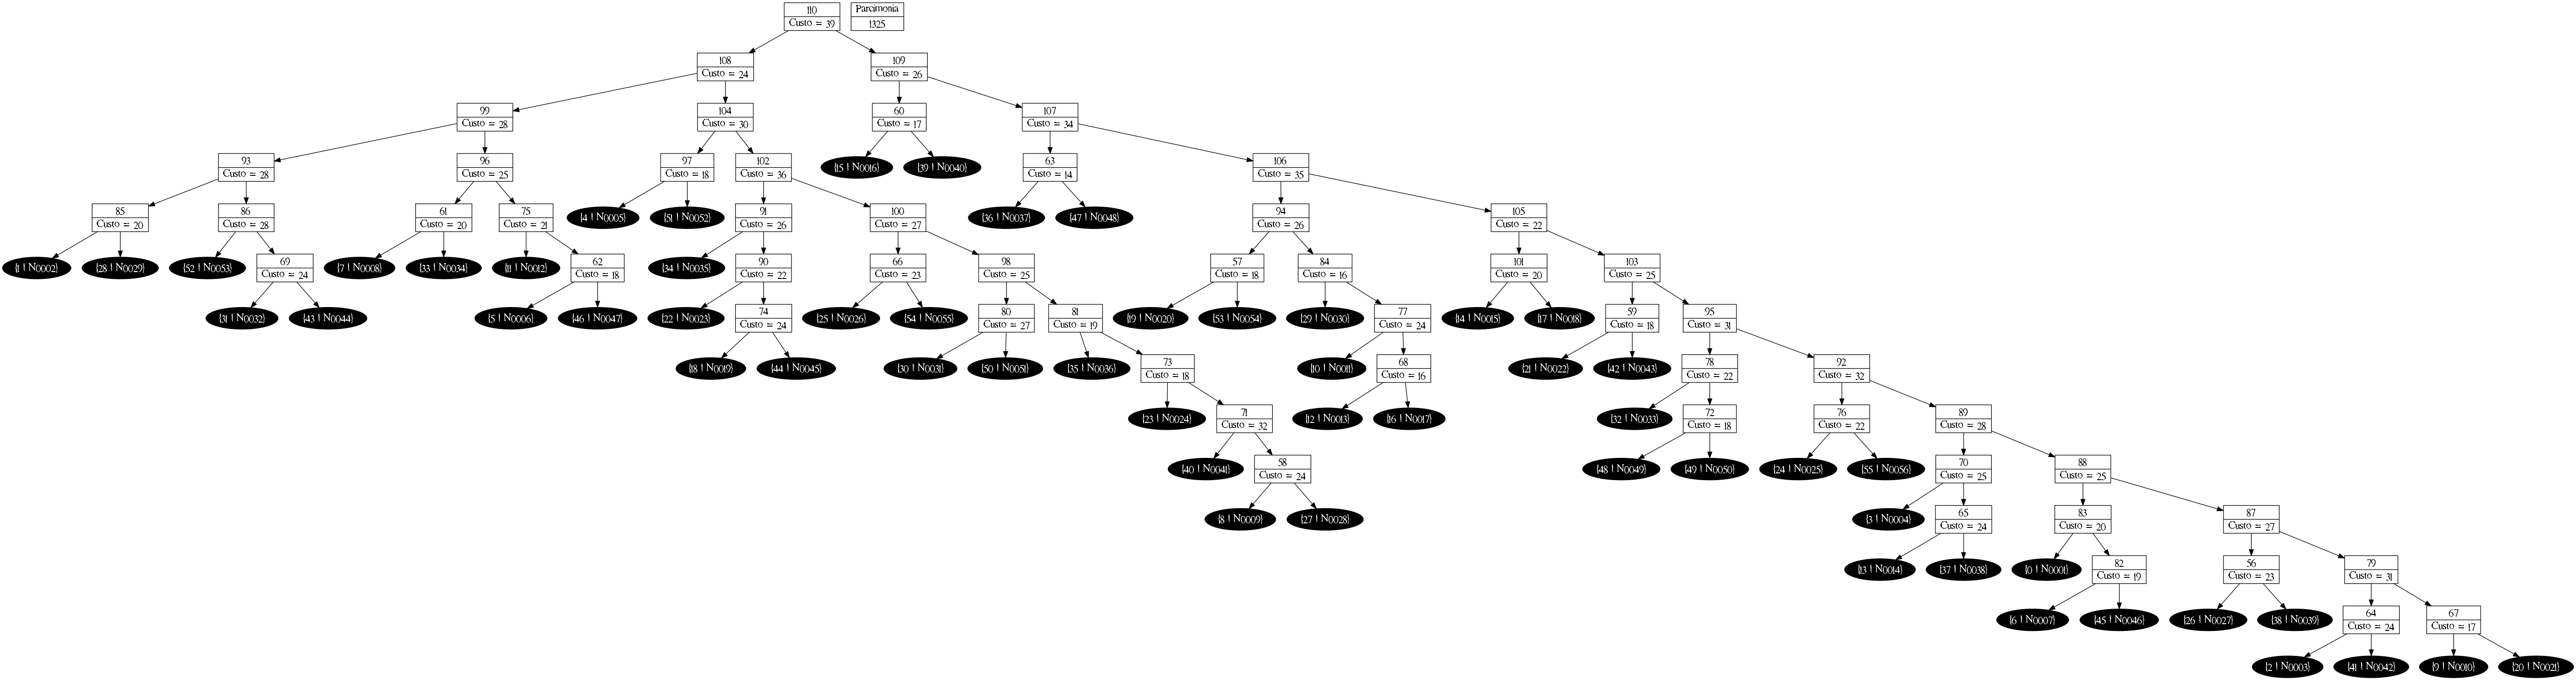 110
Custo = 39
Parcimonia
1325
108
Custo = 24
109
Custo = 26
99
Custo = 28
104
Custo = 30
60
Custo = 17
107
Custo = 34
93
Custo = 28
96
Custo = 25
97
Custo = 18
102
Custo = 36
{15 | N0016}
{39 | N0040}
63
Custo = 14
106
Custo = 35
85
Custo = 20
86
Custo = 28
61
Custo = 20
75
Custo = 21
{4 | N0005}
{51 | N0052}
91
Custo = 26
100
Custo = 27
{36 | N0037}
{47 | N0048}
94
Custo = 26
105
Custo = 22
{1 | N0002}
{28 | N0029}
{52 | N0053}
69
Custo = 24
{7 | N0008}
{33 | N0034}
{11 | N0012}
62
Custo = 18
{34 | N0035}
90
Custo = 22
66
Custo = 23
98
Custo = 25
57
Custo = 18
84
Custo = 16
101
Custo = 20
103
Custo = 25
{31 | N0032}
{43 | N0044}
{5 | N0006}
{46 | N0047}
{22 | N0023}
74
Custo = 24
{25 | N0026}
{54 | N0055}
80
Custo = 27
81
Custo = 19
{19 | N0020}
{53 | N0054}
{29 | N0030}
77
Custo = 24
{14 | N0015}
{17 | N0018}
59
Custo = 18
95
Custo = 31
{18 | N0019}
{44 | N0045}
{30 | N0031}
{50 | N0051}
{35 | N0036}
73
Custo = 18
{10 | N0011}
68
Custo = 16
{21 | N0022}
{42 | N0043}
78
Custo = 22
92
Custo = 32
{23 | N0024}
71
Custo = 32
{12 | N0013}
{16 | N0017}
{32 | N0033}
72
Custo = 18
76
Custo = 22
89
Custo = 28
{40 | N0041}
58
Custo = 24
{48 | N0049}
{49 | N0050}
{24 | N0025}
{55 | N0056}
70
Custo = 25
88
Custo = 25
{8 | N0009}
{27 | N0028}
{3 | N0004}
65
Custo = 24
83
Custo = 20
87
Custo = 27
{13 | N0014}
{37 | N0038}
{0 | N0001}
82
Custo = 19
56
Custo = 23
79
Custo = 31
{6 | N0007}
{45 | N0046}
{26 | N0027}
{38 | N0039}
64
Custo = 24
67
Custo = 17
{2 | N0003}
{41 | N0042}
{9 | N0010}
{20 | N0021}